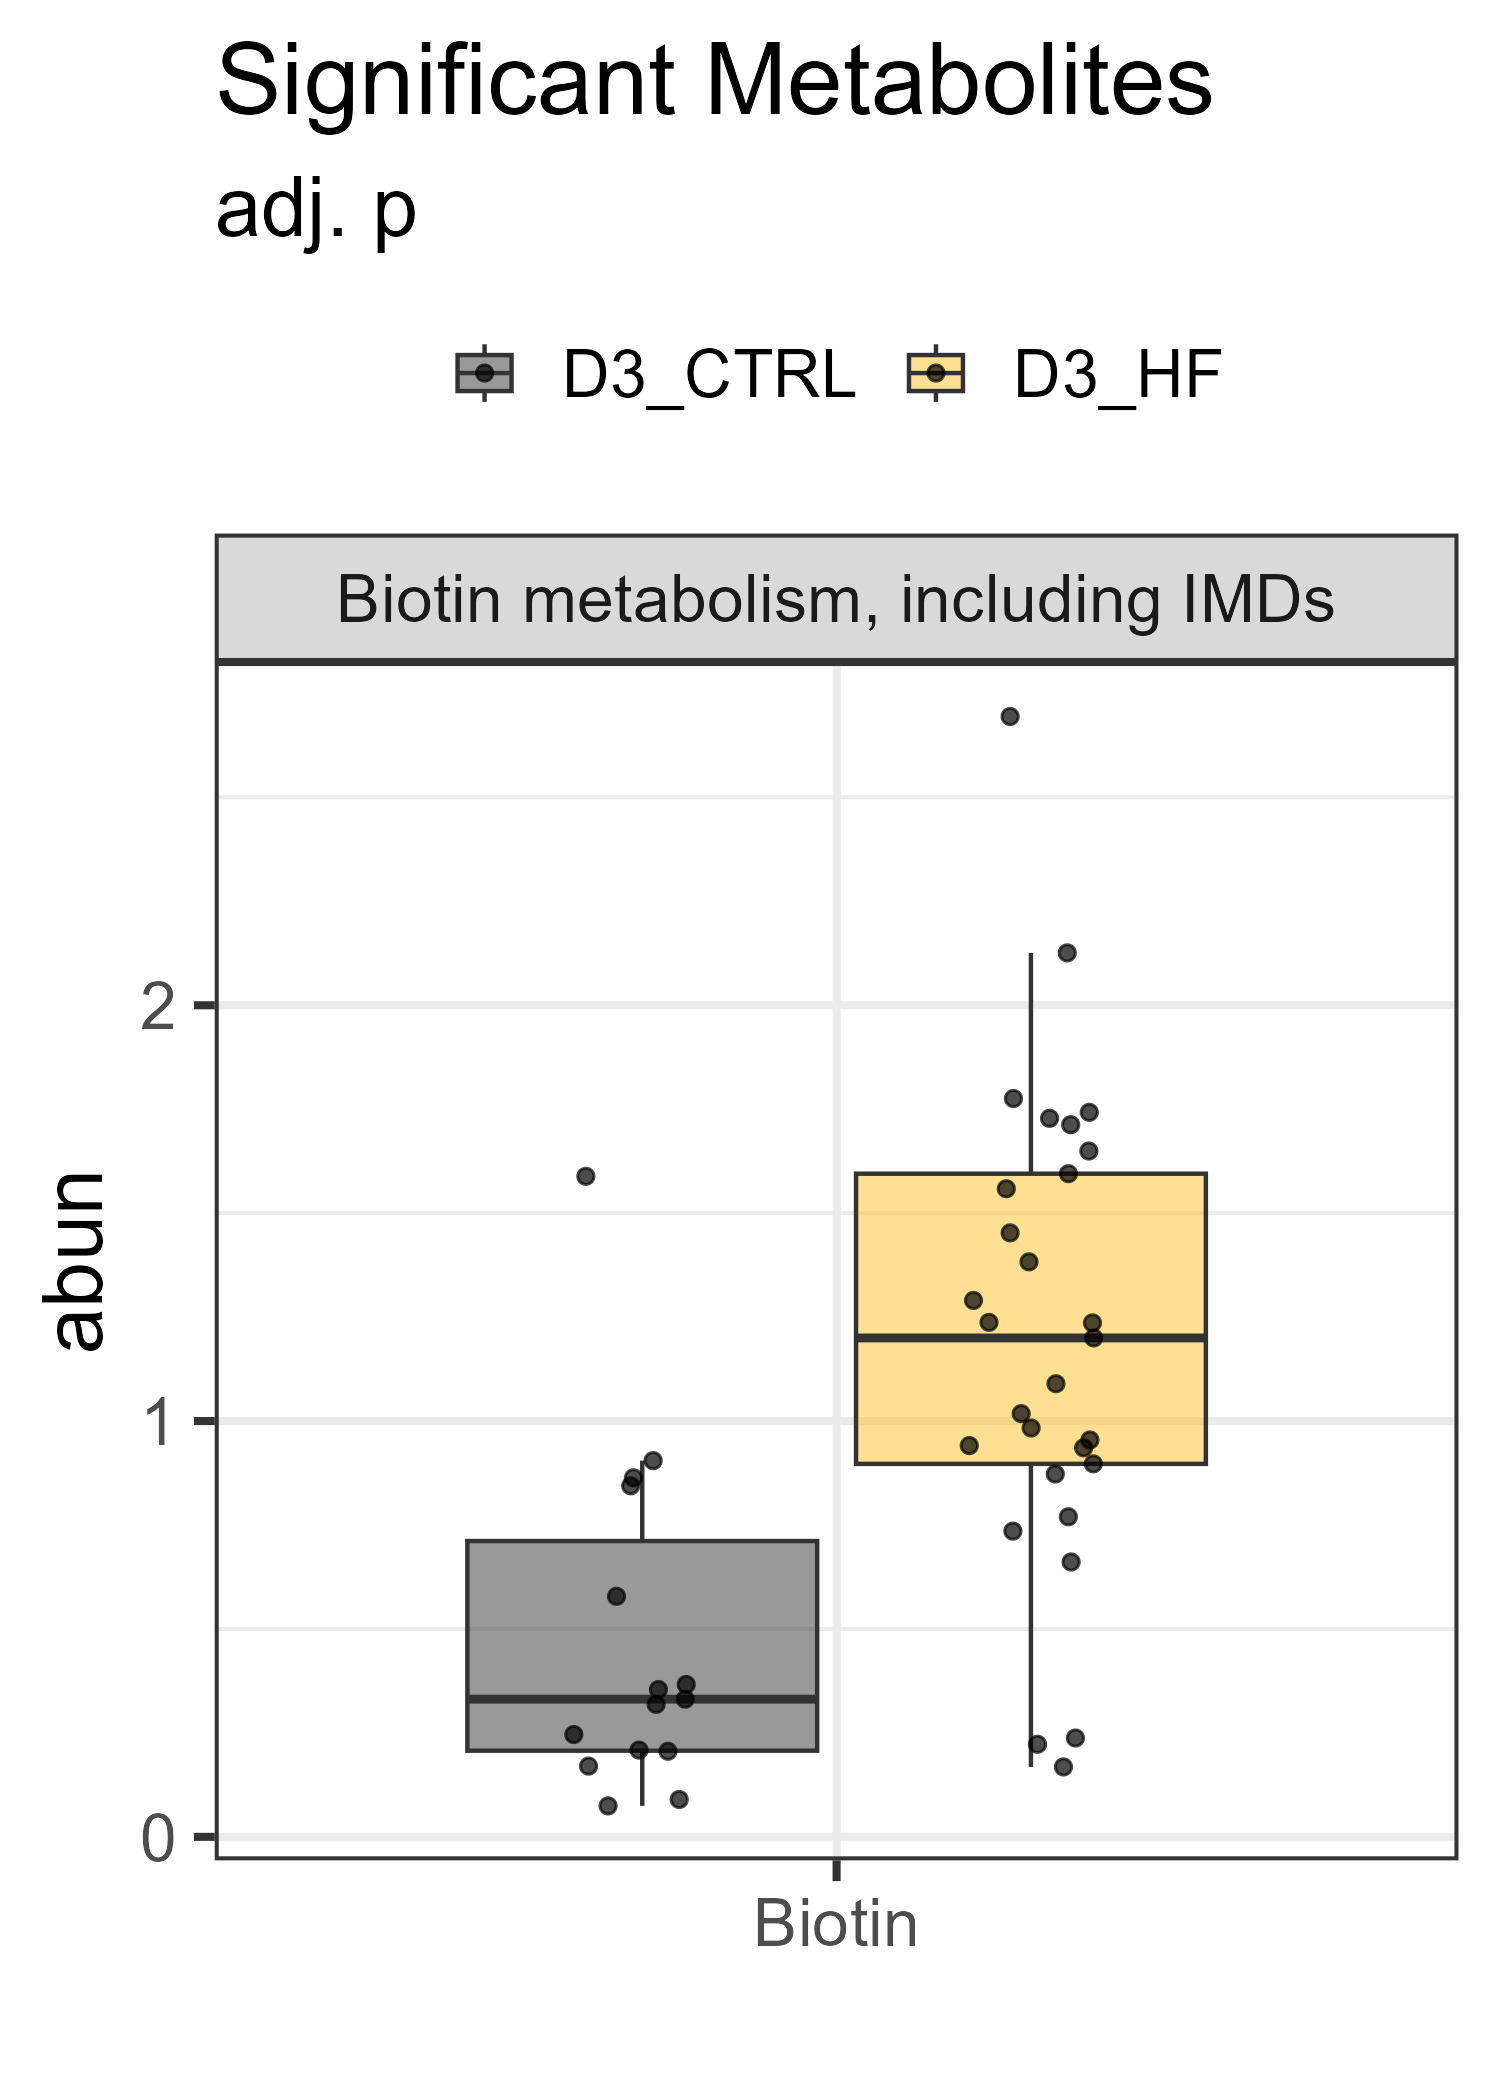 Significant Metabolites
adj. p
D3_CTRL D3_HF
Biotin metabolism, including IMDs
2
1
0
abun
Biotin